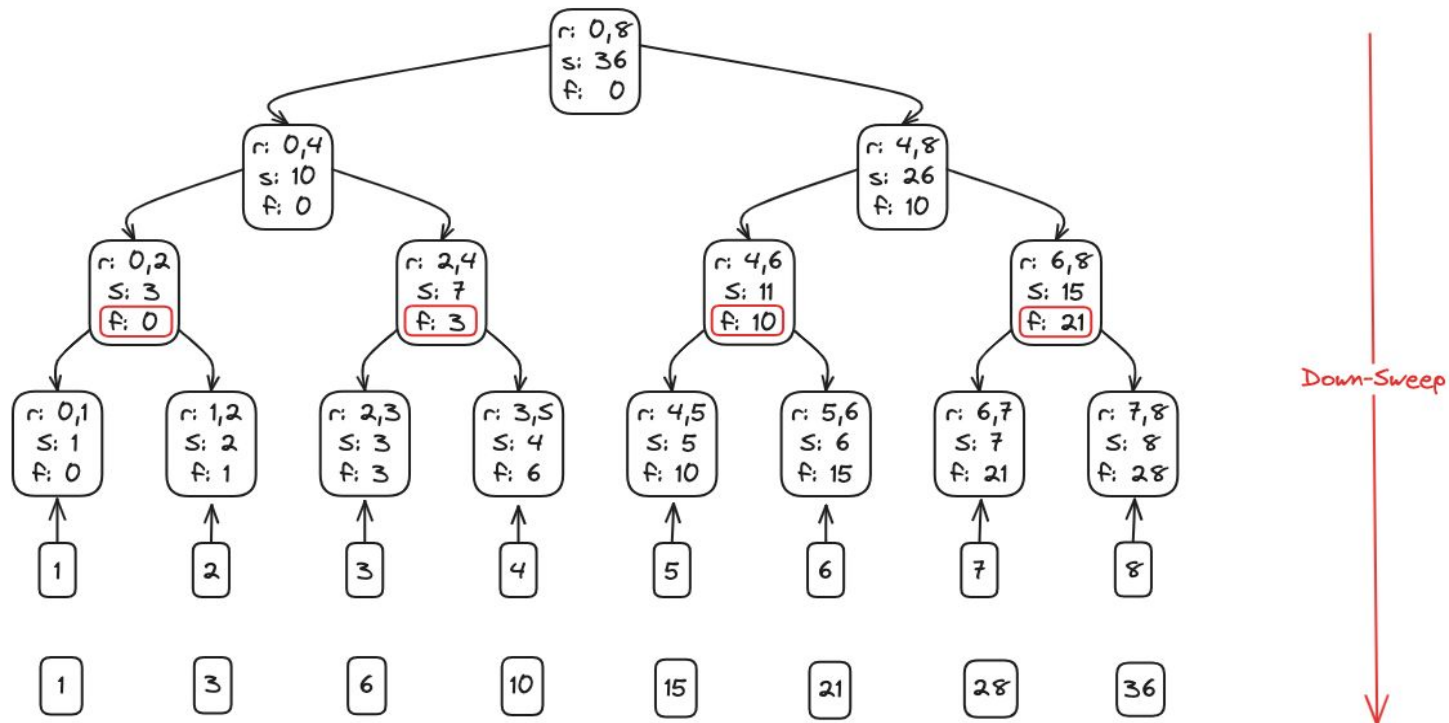 r: 0,8
s: 36
f: 0
r: 0,4
s: 10
f: 0
r: 4,8
s: 26
f: 10
r: 0,2
s: 3
f: 0
r: 2,4
s: 7
f: 3
r: 4,6
s: 11
f: 10
r: 6,8
s: 15
f: 21
Down-Sweep
r: 0,1
s: 1
f: 0
r: 1,2
s: 2
f: 1
r: 2,3
s: 3
f: 3
r: 3,5
s: 4
f: 6
r: 4,5
s: 5
f: 10
r: 5,6
s: 6
f: 15
r: 6,7
s: 7
f: 21
r: 7,8
s: 8
f: 28
1
2
3
4
5
6
7
8
1
3
6
10
15
21
28
36